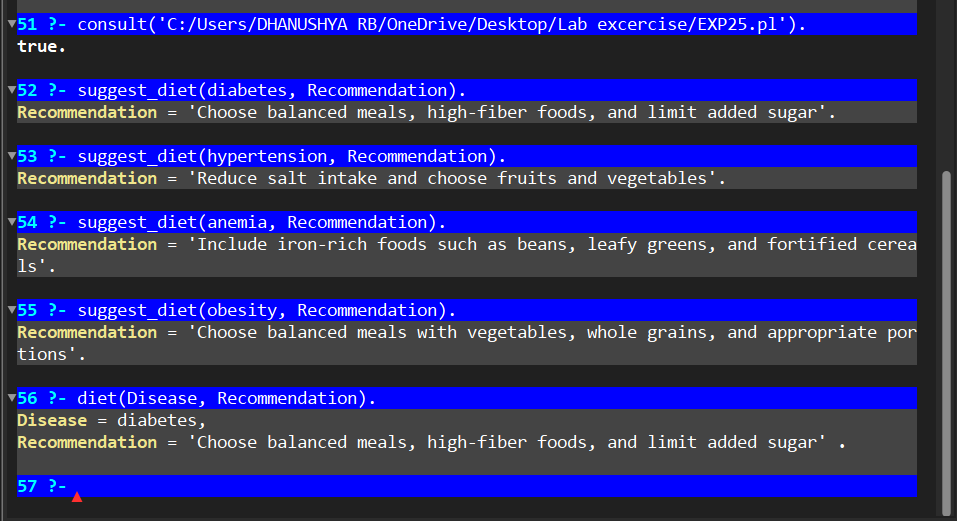 51 ?- consult('C:/Users/DHANUSHYA RB/OneDrive/Desktop/Lab excercise/EXP25.pl').
true.
52 ?- suggest_diet(diabetes, Recommendation).
Recommendation = 'Choose balanced meals, high-fiber foods, and limit added sugar'.
53 ?- suggest_diet(hypertension, Recommendation).
Recommendation = 'Reduce salt intake and choose fruits and vegetables'.
54 ?- suggest_diet(anemia, Recommendation).
Recommendation = 'Include iron-rich foods such as beans, leafy greens, and fortified cerea
ls'.
55 ?- suggest_diet(obesity, Recommendation).
Recommendation = 'Choose balanced meals with vegetables, whole grains, and appropriate por
tions'.
56 ?- diet(Disease, Recommendation).
Disease = diabetes,
Recommendation = 'Choose balanced meals, high-fiber foods, and limit added sugar' .
57 ?-